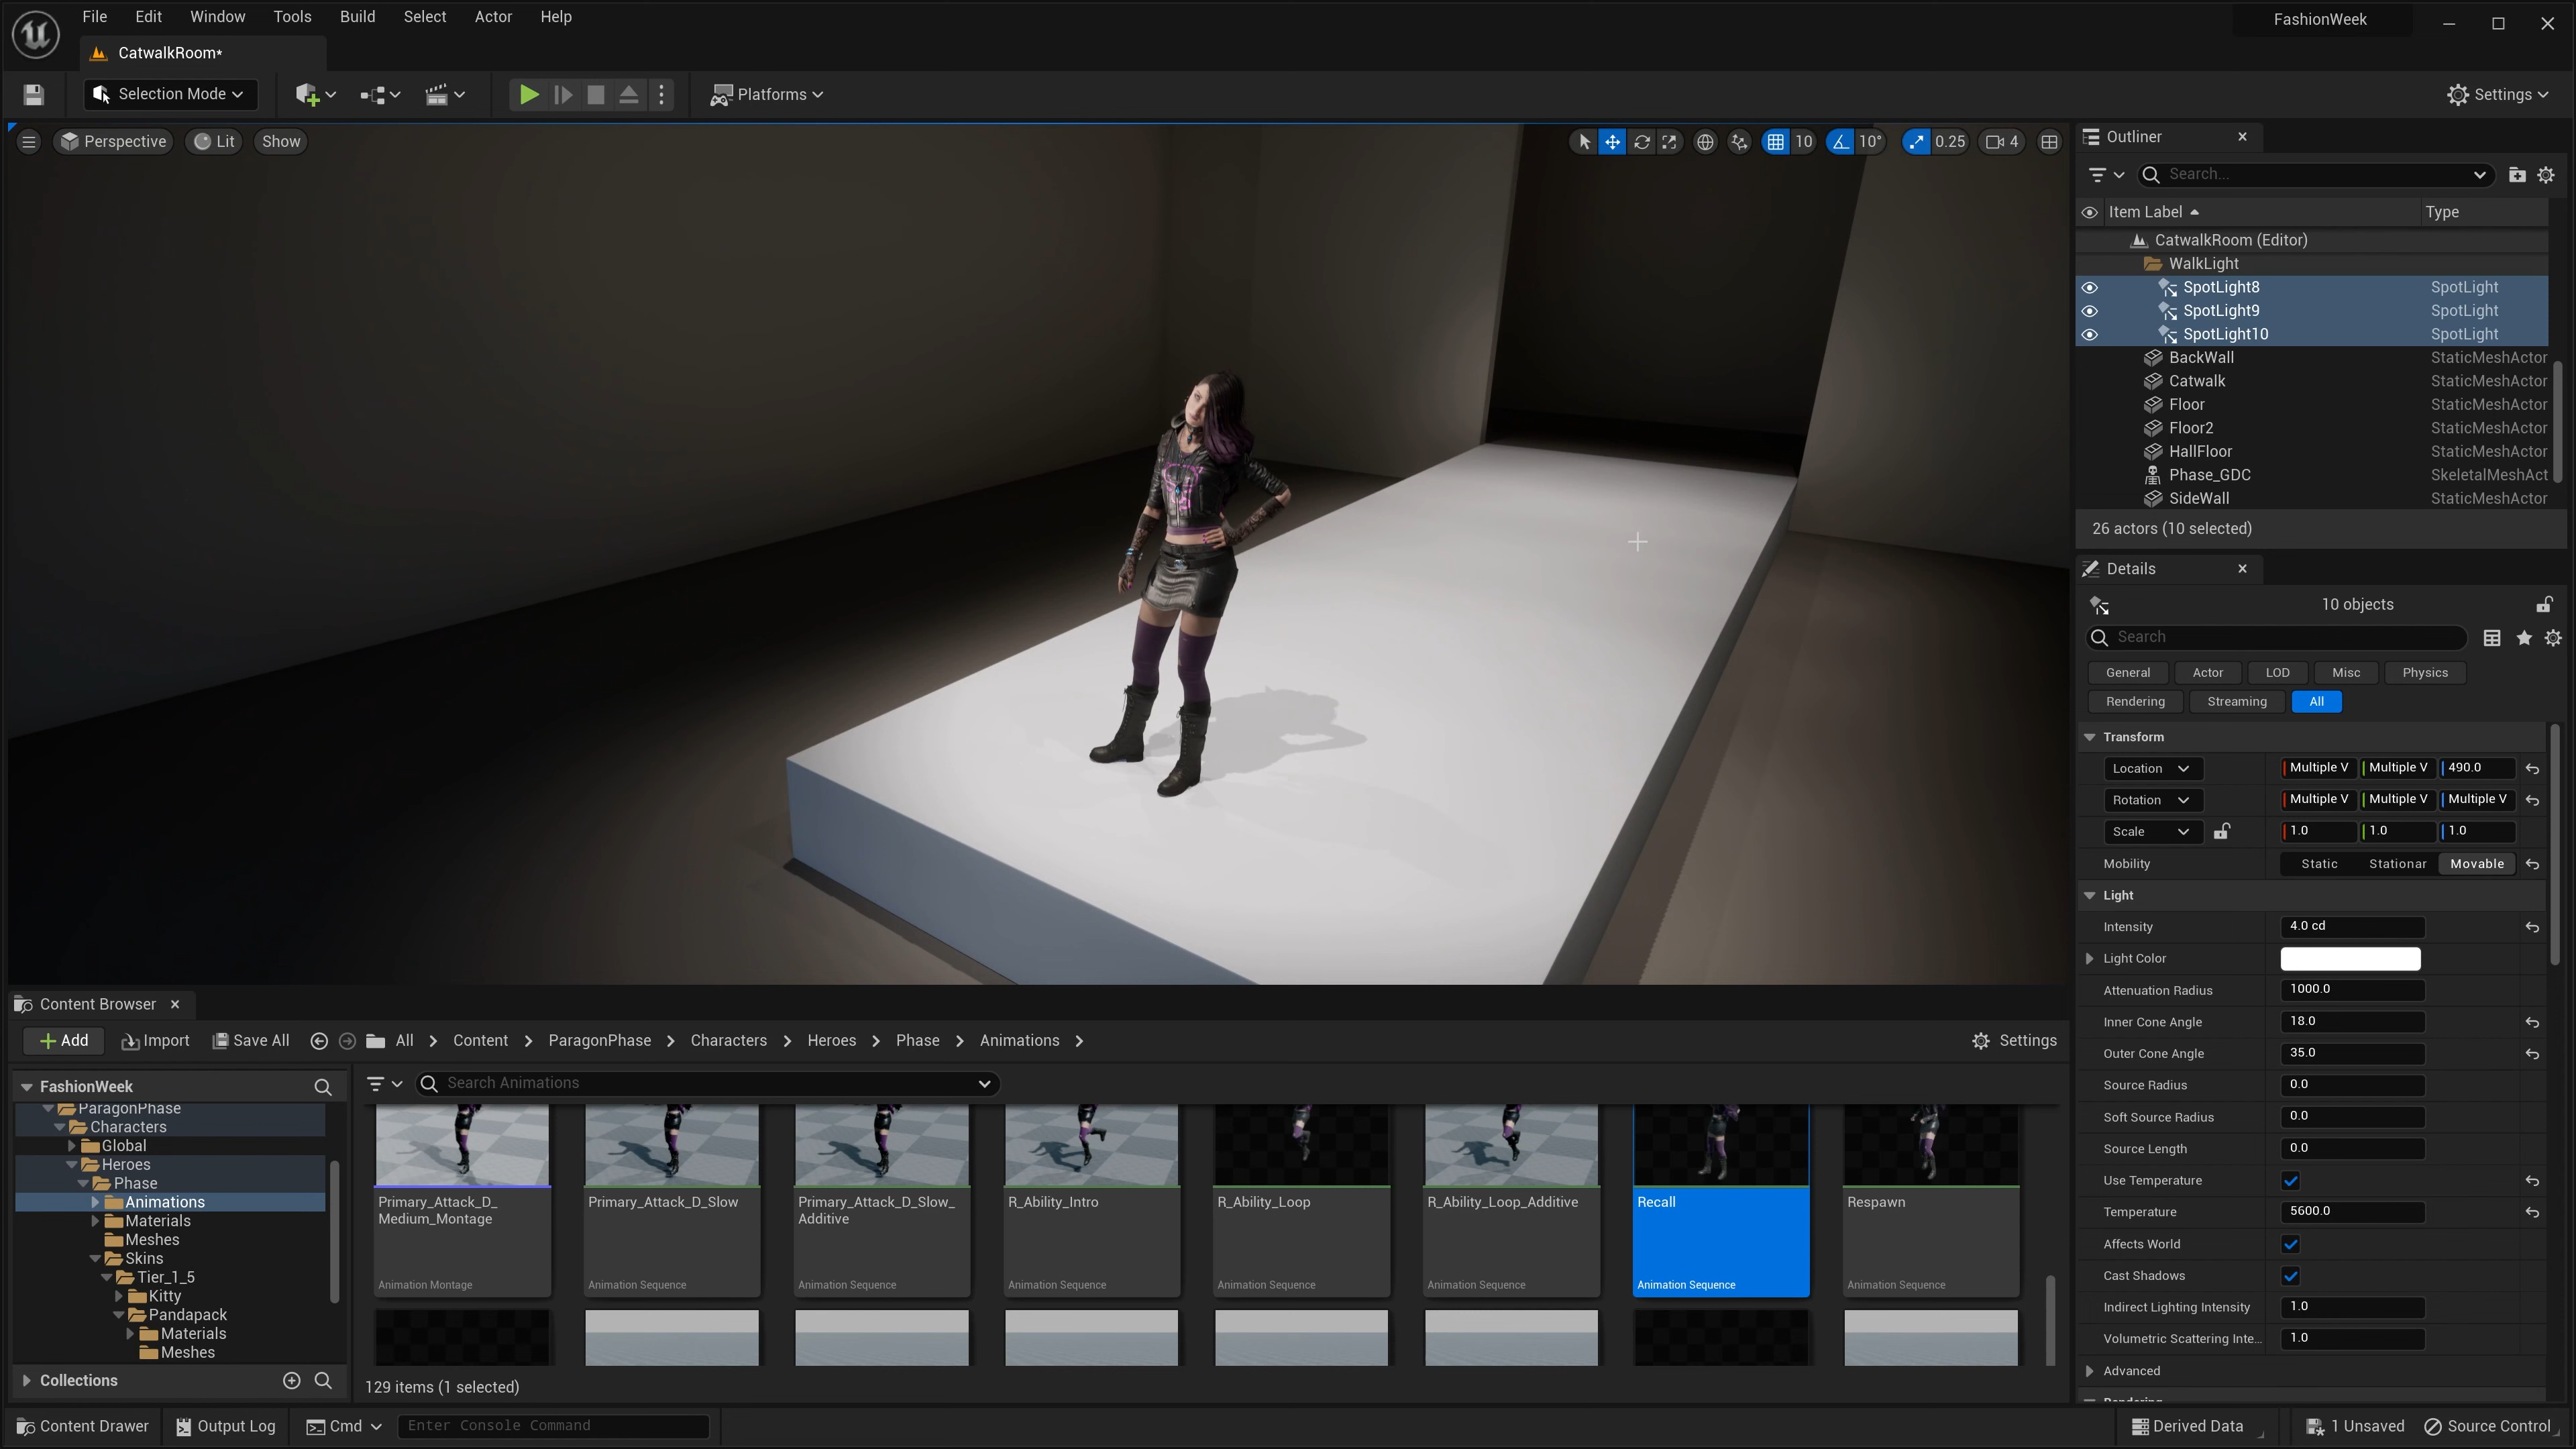 File Edit Window Tools Build Select Actor Help
FashionWeek
CatwalkRoom*
Selection Mode
Platforms
Settings
Perspective Lit Show
10 10° 0.25 4
Outliner
Search...
Item Label Type
CatwalkRoom (Editor)
WalkLight
SpotLight8 SpotLight
SpotLight9 SpotLight
SpotLight10 SpotLight
BackWall StaticMeshActor
Catwalk StaticMeshActor
Floor StaticMeshActor
Floor2 StaticMeshActor
HallFloor StaticMeshActor
Phase_GDC SkeletalMeshAct
SideWall StaticMeshActor
26 actors (10 selected)
Details
10 objects
Search
General Actor LOD Misc Physics
Rendering Streaming All
Transform
Location Multiple V Multiple V 490.0
Rotation Multiple V Multiple V Multiple V
Scale 1.0 1.0 1.0
Mobility Static Stationar Movable
Light
Intensity 4.0 cd
Light Color
Attenuation Radius 1000.0
Inner Cone Angle 18.0
Outer Cone Angle 35.0
Source Radius 0.0
Soft Source Radius 0.0
Source Length 0.0
Use Temperature
Temperature 5600.0
Affects World
Cast Shadows
Indirect Lighting Intensity 1.0
Volumetric Scattering Inte... 1.0
Advanced
Rendering
Content Browser
Add Import Save All All Content ParagonPhase Characters Heroes Phase Animations Settings
FashionWeek
ParagonPhase
Characters
Global
Heroes
Phase
Animations
Materials
Meshes
Skins
Tier_1_5
Kitty
Pandapack
Materials
Meshes
Collections
Search Animations
Primary_Attack_D_
Medium_Montage
Animation Montage
Primary_Attack_D_Slow
Animation Sequence
Primary_Attack_D_Slow_
Additive
Animation Sequence
R_Ability_Intro
Animation Sequence
R_Ability_Loop
Animation Sequence
R_Ability_Loop_Additive
Animation Sequence
Recall
Animation Sequence
Respawn
Animation Sequence
129 items (1 selected)
Content Drawer Output Log Cmd Enter Console Command Derived Data 1 Unsaved Source Control